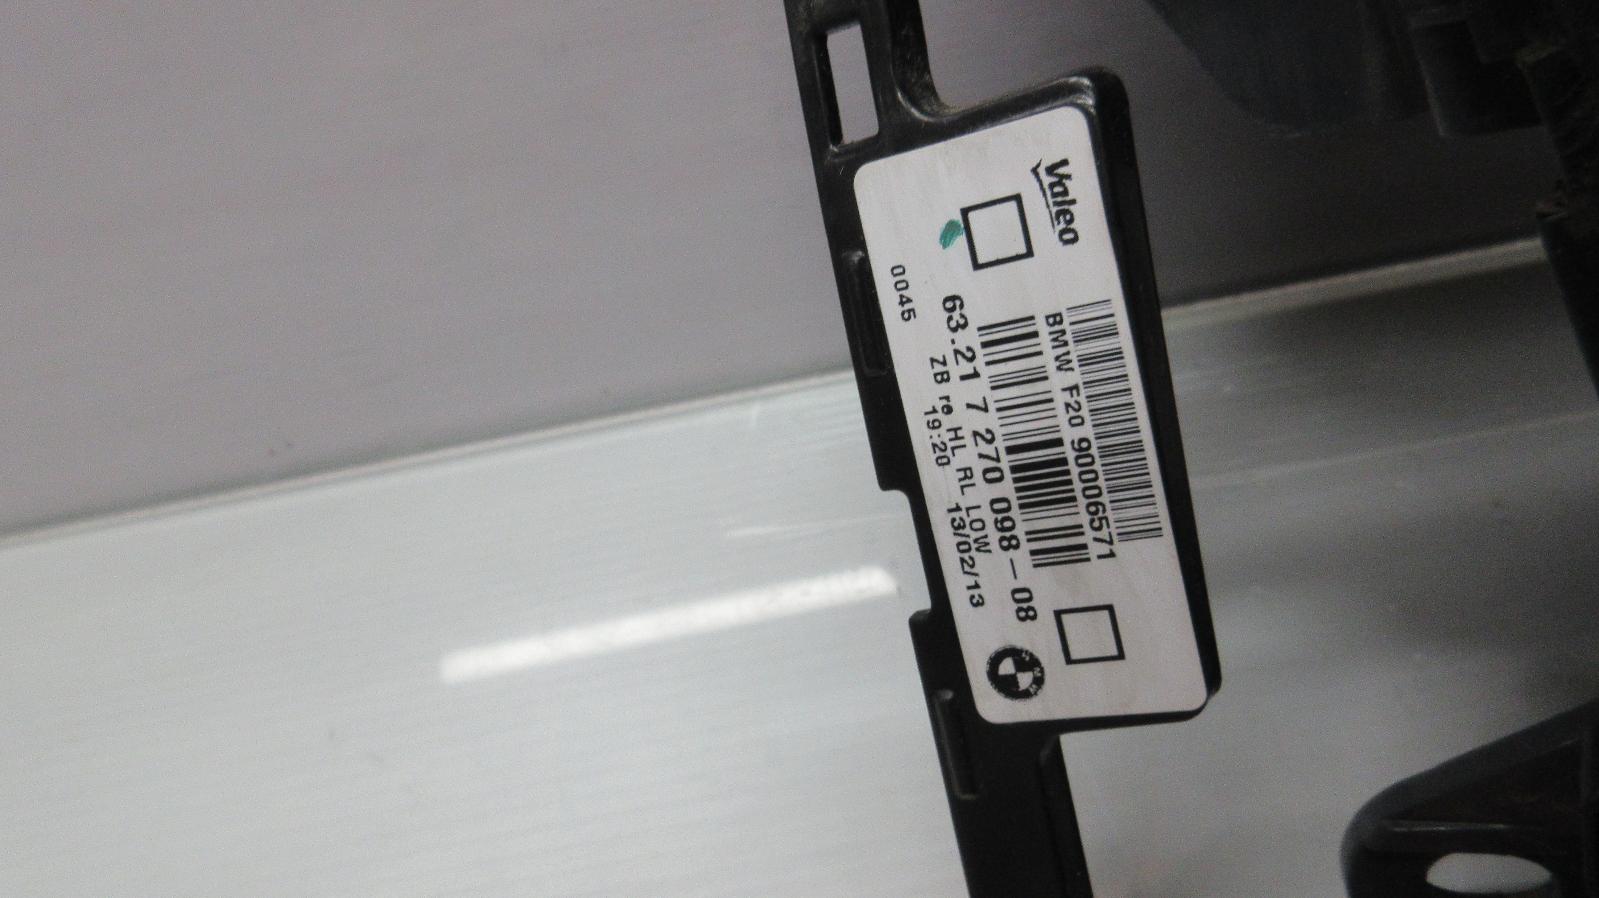 Valeo
BMW F20 90006571
63.21 7 270 098-08
ZB re HL RL LOW
0045
19:20 13/02/13